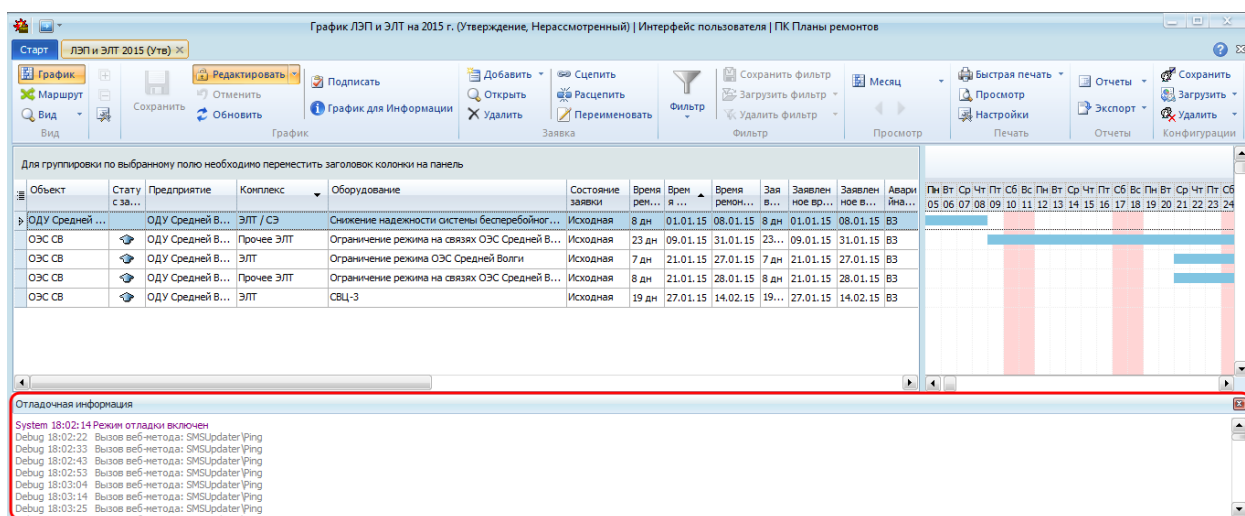 График ЛЭП и ЭЛТ на 2015 г. (Утверждение, Нерассмотренный) | Интерфейс пользователя | ПК Планы ремонтов
Старт ЛЭП и ЭЛТ 2015 (Утв)
График Редактировать Подписать Добавить Сцепить Сохранить фильтр Месяц Быстрая печать Отчеты Сохранить
Маршрут Сохранить Отменить График для Информации Открыть Расцепить Фильтр Загрузить фильтр Просмотр Экспорт Загрузить
Вид Обновить Удалить Переименовать Удалить фильтр Настройки Удалить
Вид График Заявка Фильтр Просмотр Печать Отчеты Конфигурации
Для группировки по выбранному полю необходимо переместить заголовок колонки на панель
Объект Стату Предприятие Комплекс Оборудование Состояние Время Врем Время Зая Заявлен Заявлен Авари Пн Вт Ср Чт Пт Сб Вс Пн Вт Ср Чт Пт Сб Вс Пн Вт Ср Чт Пт Сб
с за... заявки рем... я ... ремон... в... ное вр... ное в... йна... 05 06 07 08 09 10 11 12 13 14 15 16 17 18 19 20 21 22 23 24
ОДУ Средней ... ОДУ Средней В... ЭЛТ / СЭ Снижение надежности системы бесперебойног... Исходная 8 дн 01.01.15 08.01.15 8 дн 01.01.15 08.01.15 ВЗ
ОЭС СВ ОДУ Средней В... Прочее ЭЛТ Ограничение режима на связях ОЭС Средней В... Исходная 23 дн 09.01.15 31.01.15 23... 09.01.15 31.01.15 ВЗ
ОЭС СВ ОДУ Средней В... ЭЛТ Ограничение режима ОЭС Средней Волги Исходная 7 дн 21.01.15 27.01.15 7 дн 21.01.15 27.01.15 ВЗ
ОЭС СВ ОДУ Средней В... Прочее ЭЛТ Ограничение режима на связях ОЭС Средней В... Исходная 8 дн 21.01.15 28.01.15 8 дн 21.01.15 28.01.15 ВЗ
ОЭС СВ ОДУ Средней В... ЭЛТ СВЦ-3 Исходная 19 дн 27.01.15 14.02.15 19... 27.01.15 14.02.15 ВЗ
Отладочная информация
System 18:02:14 Режим отладки включен
Debug 18:02:22 Вызов веб-метода: SMSUpdater\Ping
Debug 18:02:33 Вызов веб-метода: SMSUpdater\Ping
Debug 18:02:43 Вызов веб-метода: SMSUpdater\Ping
Debug 18:02:53 Вызов веб-метода: SMSUpdater\Ping
Debug 18:03:04 Вызов веб-метода: SMSUpdater\Ping
Debug 18:03:14 Вызов веб-метода: SMSUpdater\Ping
Debug 18:03:25 Вызов веб-метода: SMSUpdater\Ping